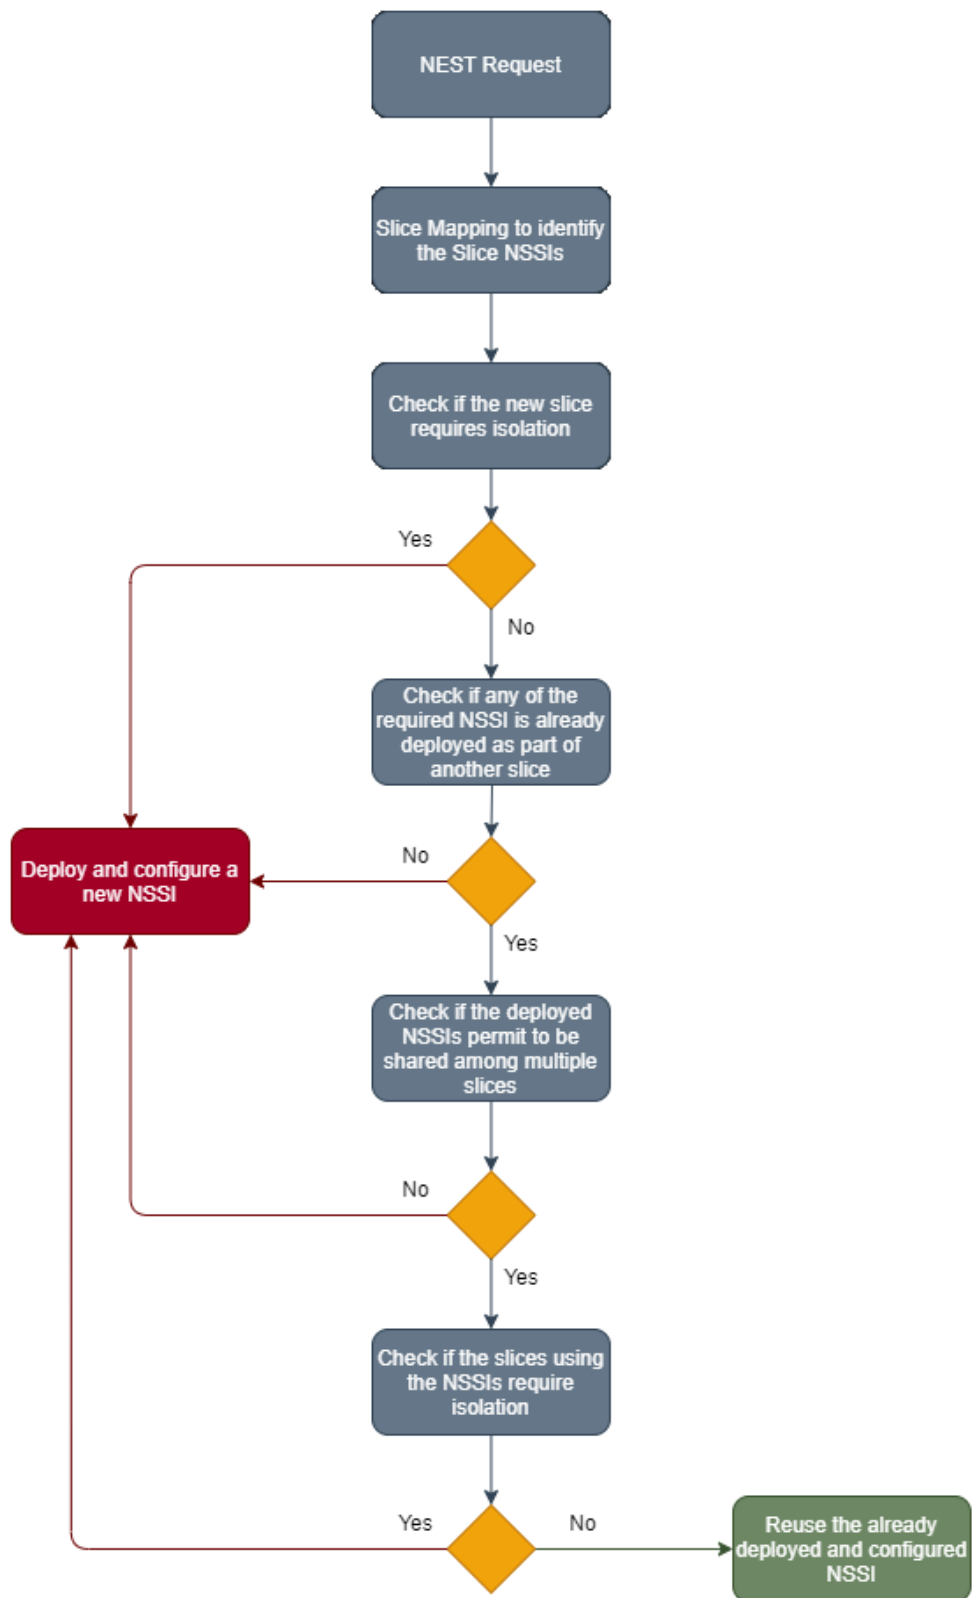 NEST Request
Slice Mapping to identify
the Slice NSSIs
Check if the new slice
requires isolation
Yes
No
Check if any of the
required NSSI is already
deployed as part of
another slice
No
Deploy and configure a
new NSSI
Yes
Check if the deployed
NSSIs permit to be
shared among multiple
slices
No
Yes
Check if the slices using
the NSSIs require
isolation
Yes
No
Reuse the already
deployed and configured
NSSI